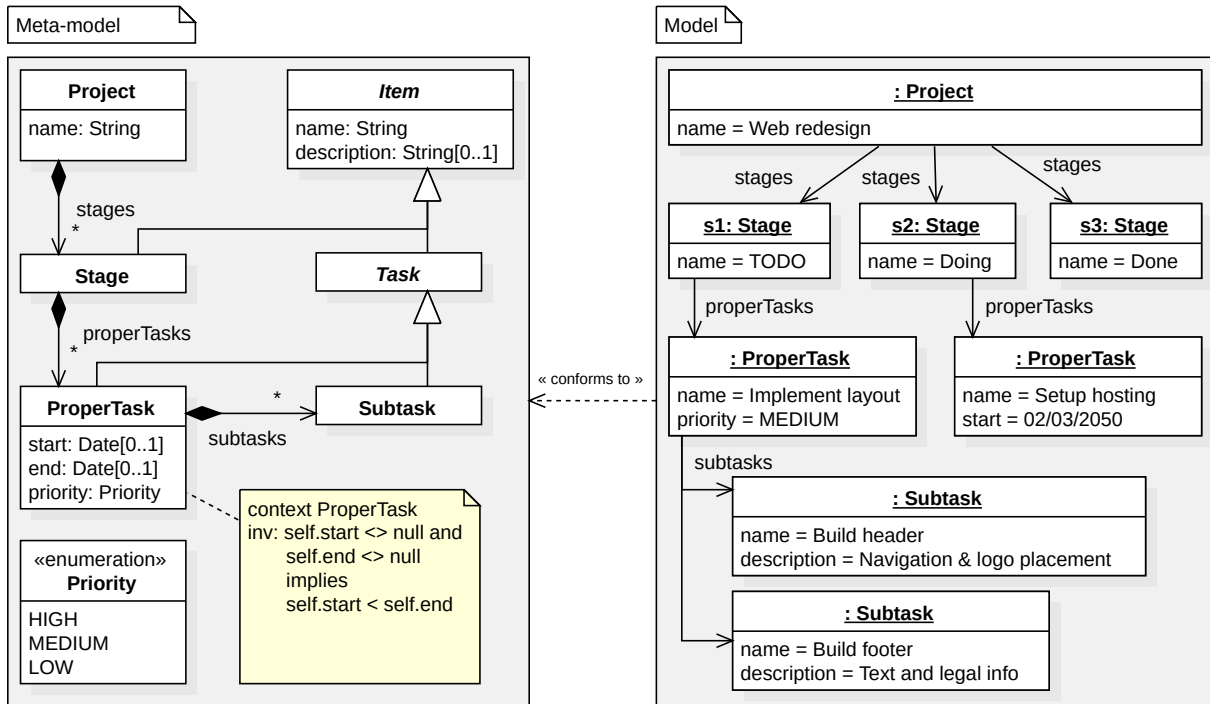 Meta-model
Project
name: String
Item
name: String
description: String[0..1]
stages
*
Stage
Task
properTasks
*
ProperTask
start: Date[0..1]
end: Date[0..1]
priority: Priority
*
subtasks
Subtask
«enumeration»
Priority
HIGH
MEDIUM
LOW
context ProperTask
inv: self.start <> null and
self.end <> null
implies
self.start < self.end
« conforms to »
Model
: Project
name = Web redesign
stages
stages
stages
s1: Stage
name = TODO
s2: Stage
name = Doing
s3: Stage
name = Done
properTasks
properTasks
: ProperTask
name = Implement layout
priority = MEDIUM
: ProperTask
name = Setup hosting
start = 02/03/2050
subtasks
: Subtask
name = Build header
description = Navigation & logo placement
: Subtask
name = Build footer
description = Text and legal info